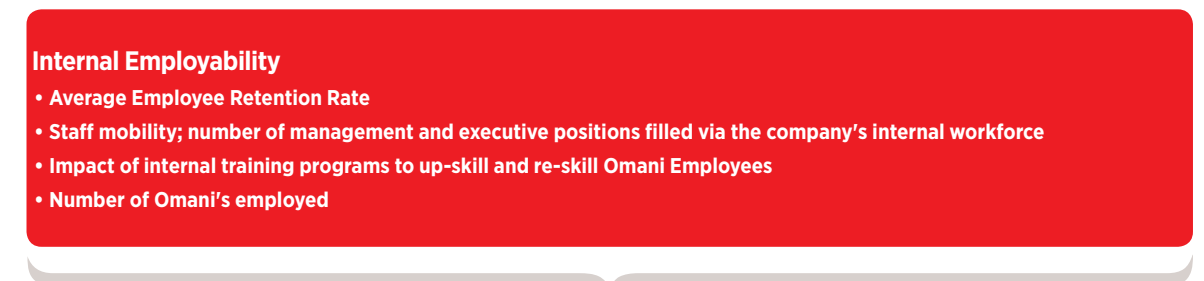 Internal Employability
• Average Employee Retention Rate
• Staff mobility; number of management and executive positions filled via the company's internal workforce
• Impact of internal training programs to up-skill and re-skill Omani Employees
• Number of Omani's employed